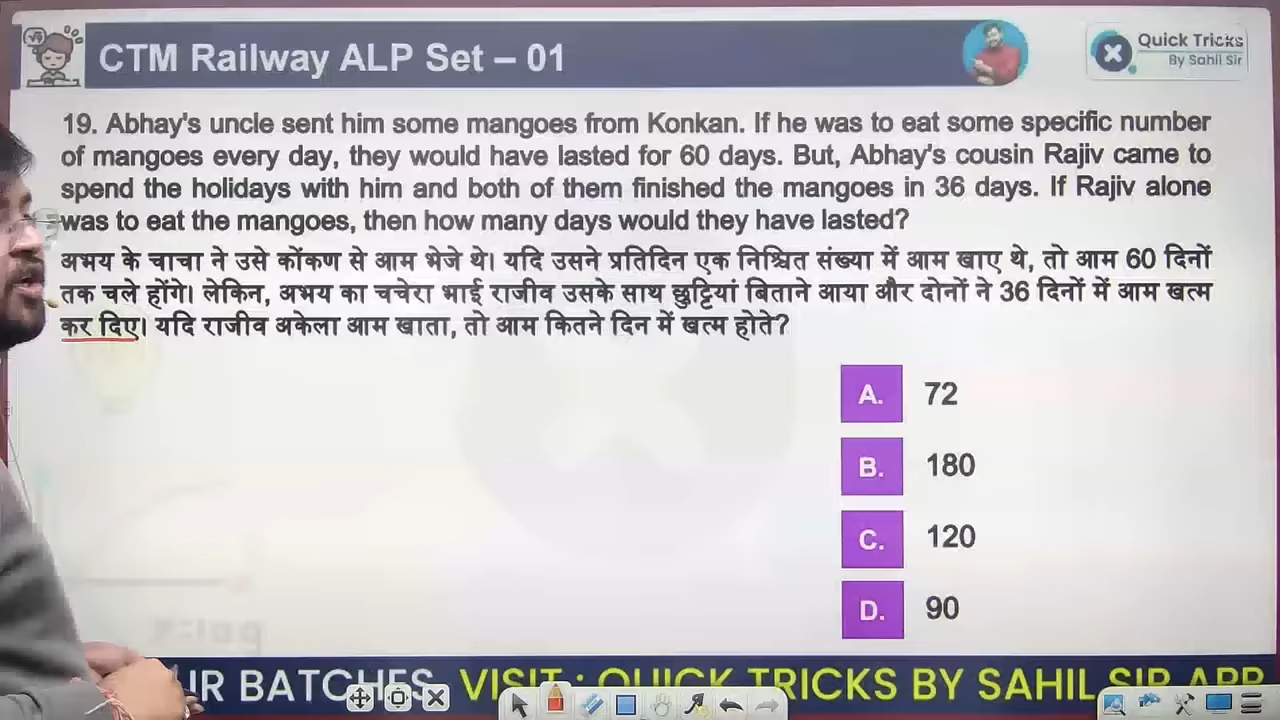 CTM Railway ALP Set – 01
Quick Tricks
By Sahil Sir
19. Abhay's uncle sent him some mangoes from Konkan. If he was to eat some specific number
of mangoes every day, they would have lasted for 60 days. But, Abhay's cousin Rajiv came to
spend the holidays with him and both of them finished the mangoes in 36 days. If Rajiv alone
was to eat the mangoes, then how many days would they have lasted?
अभय के चाचा ने उसे कोंकण से आम भेजे थे। यदि उसने प्रतिदिन एक निश्चित संख्या में आम खाए थे, तो आम 60 दिनों
तक चले होंगे। लेकिन, अभय का चचेरा भाई राजीव उसके साथ छुट्टियां बिताने आया और दोनों ने 36 दिनों में आम खत्म
कर दिए। यदि राजीव अकेला आम खाता, तो आम कितने दिन में खत्म होते?
A. 72
B. 180
C. 120
D. 90
BATCHES VISIT : QUICK TRICKS BY SAHIL SIR APP